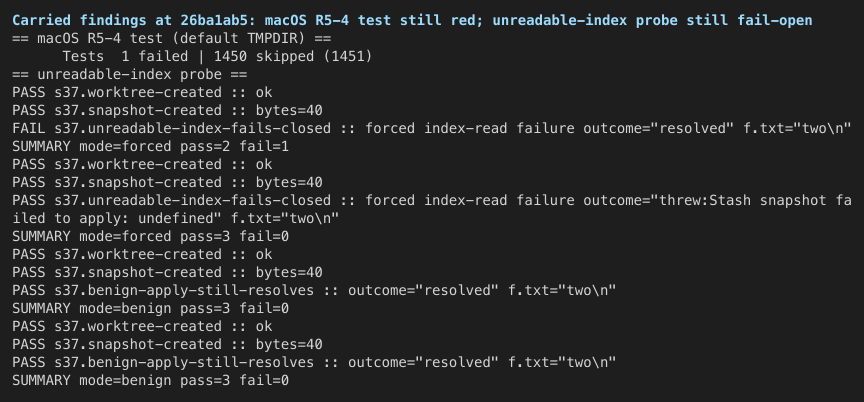 Carried findings at 26ba1ab5: macOS R5-4 test still red; unreadable-index probe still fail-open
== macOS R5-4 test (default TMPDIR) ==
      Tests  1 failed | 1450 skipped (1451)
== unreadable-index probe ==
PASS s37.worktree-created :: ok
PASS s37.snapshot-created :: bytes=40
FAIL s37.unreadable-index-fails-closed :: forced index-read failure outcome="resolved" f.txt="two\n"
SUMMARY mode=forced pass=2 fail=1
PASS s37.worktree-created :: ok
PASS s37.snapshot-created :: bytes=40
PASS s37.unreadable-index-fails-closed :: forced index-read failure outcome="threw:Stash snapshot fa
iled to apply: undefined" f.txt="two\n"
SUMMARY mode=forced pass=3 fail=0
PASS s37.worktree-created :: ok
PASS s37.snapshot-created :: bytes=40
PASS s37.benign-apply-still-resolves :: outcome="resolved" f.txt="two\n"
SUMMARY mode=benign pass=3 fail=0
PASS s37.worktree-created :: ok
PASS s37.snapshot-created :: bytes=40
PASS s37.benign-apply-still-resolves :: outcome="resolved" f.txt="two\n"
SUMMARY mode=benign pass=3 fail=0